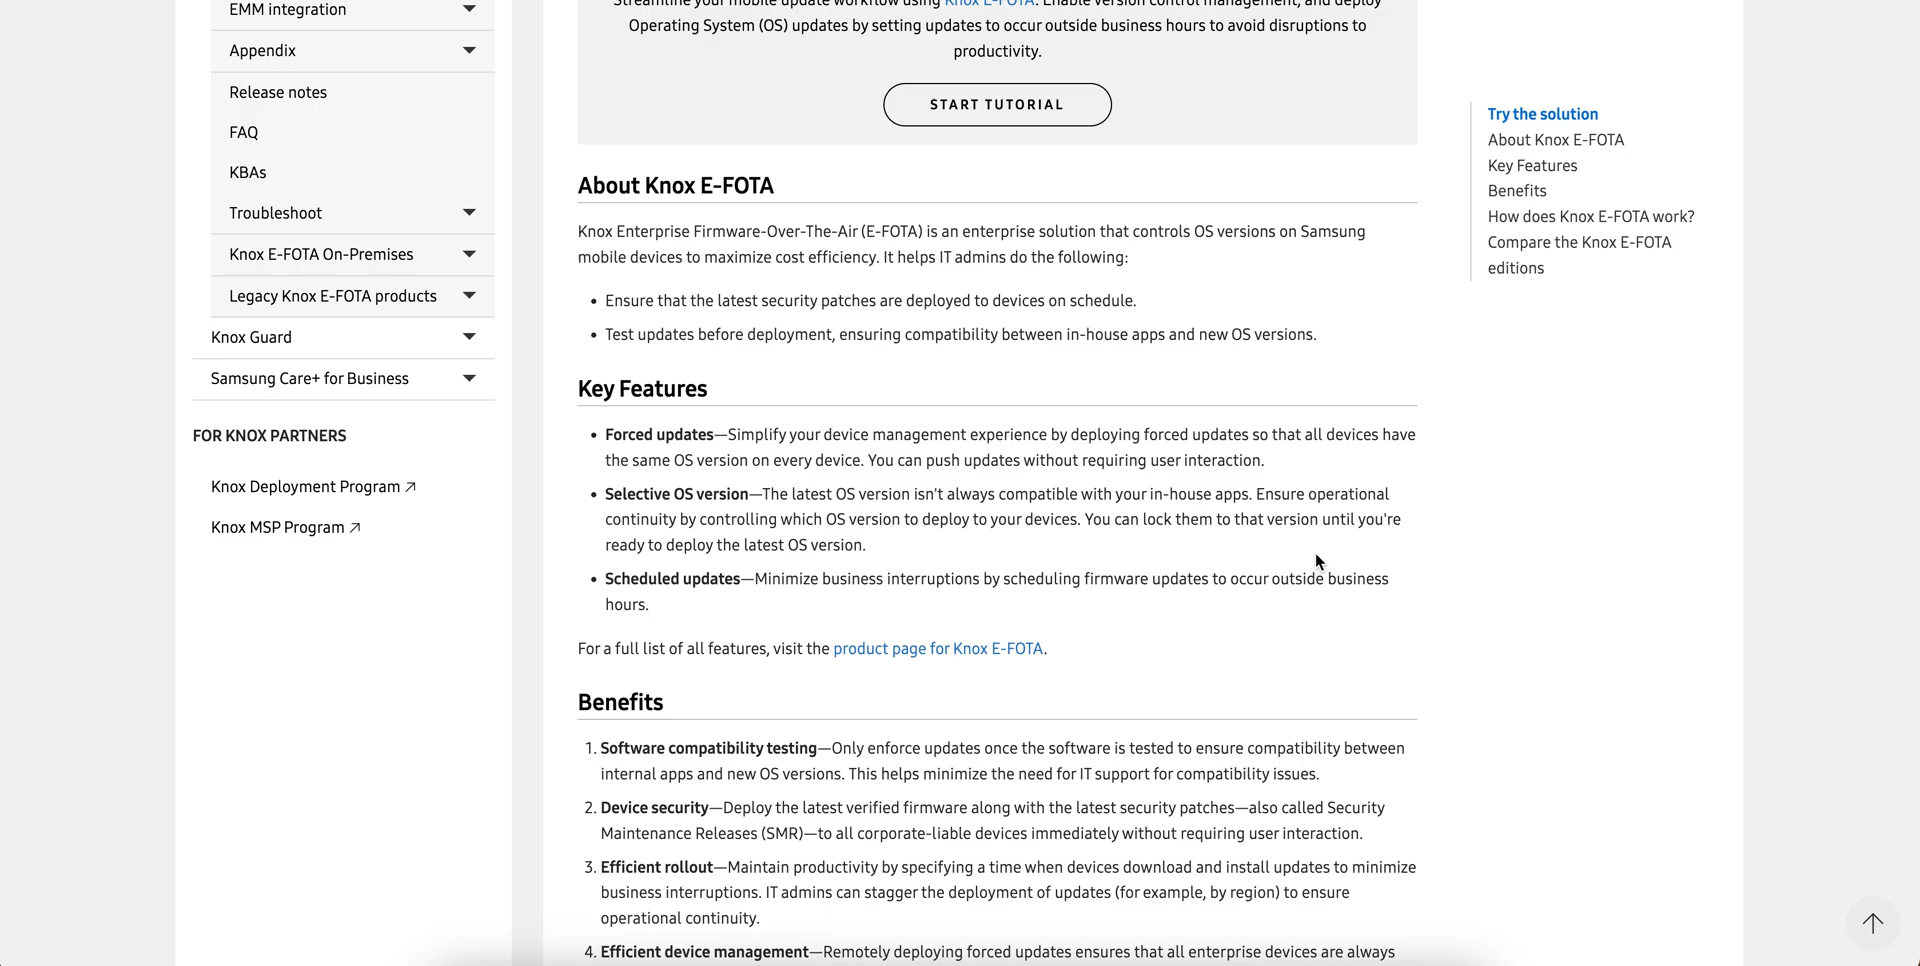 EMM integration
Appendix
Release notes
FAQ
KBAs
Troubleshoot
Knox E-FOTA On-Premises
Legacy Knox E-FOTA products
Knox Guard
Samsung Care+ for Business
FOR KNOX PARTNERS
Knox Deployment Program ↗
Knox MSP Program ↗
Streamline your mobile update workflow using Knox E-FOTA. Enable version control management, and deploy
Operating System (OS) updates by setting updates to occur outside business hours to avoid disruptions to
productivity.
START TUTORIAL
About Knox E-FOTA
Knox Enterprise Firmware-Over-The-Air (E-FOTA) is an enterprise solution that controls OS versions on Samsung
mobile devices to maximize cost efficiency. It helps IT admins do the following:
• Ensure that the latest security patches are deployed to devices on schedule.
• Test updates before deployment, ensuring compatibility between in-house apps and new OS versions.
Key Features
• Forced updates—Simplify your device management experience by deploying forced updates so that all devices have
the same OS version on every device. You can push updates without requiring user interaction.
• Selective OS version—The latest OS version isn't always compatible with your in-house apps. Ensure operational
continuity by controlling which OS version to deploy to your devices. You can lock them to that version until you're
ready to deploy the latest OS version.
• Scheduled updates—Minimize business interruptions by scheduling firmware updates to occur outside business
hours.
For a full list of all features, visit the product page for Knox E-FOTA.
Benefits
1. Software compatibility testing—Only enforce updates once the software is tested to ensure compatibility between
internal apps and new OS versions. This helps minimize the need for IT support for compatibility issues.
2. Device security—Deploy the latest verified firmware along with the latest security patches—also called Security
Maintenance Releases (SMR)—to all corporate-liable devices immediately without requiring user interaction.
3. Efficient rollout—Maintain productivity by specifying a time when devices download and install updates to minimize
business interruptions. IT admins can stagger the deployment of updates (for example, by region) to ensure
operational continuity.
4. Efficient device management—Remotely deploying forced updates ensures that all enterprise devices are always
Try the solution
About Knox E-FOTA
Key Features
Benefits
How does Knox E-FOTA work?
Compare the Knox E-FOTA
editions